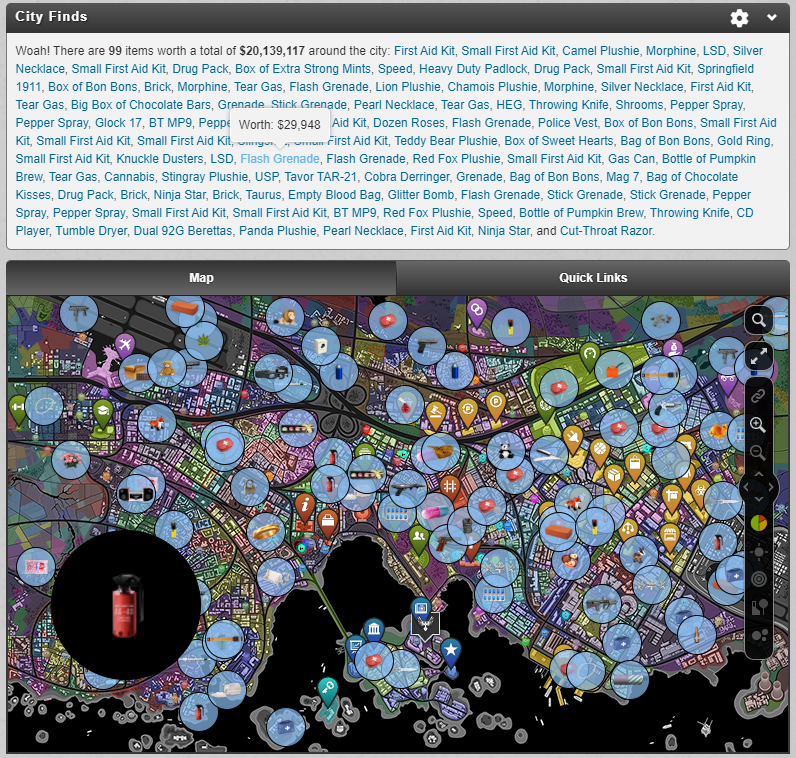 City Finds
Woah! There are 99 items worth a total of $20,139,117 around the city: First Aid Kit, Small First Aid Kit, Camel Plushie, Morphine, LSD, Silver
Necklace, Small First Aid Kit, Drug Pack, Box of Extra Strong Mints, Speed, Heavy Duty Padlock, Drug Pack, Small First Aid Kit, Springfield
1911, Box of Bon Bons, Brick, Morphine, Tear Gas, Flash Grenade, Lion Plushie, Chamois Plushie, Morphine, Silver Necklace, First Aid Kit,
Tear Gas, Big Box of Chocolate Bars, Grenade, Stick Grenade, Pearl Necklace, Tear Gas, HEG, Throwing Knife, Shrooms, Pepper Spray,
Pepper Spray, Glock 17, BT MP9, Peppe
Worth: $29,948
Aid Kit, Dozen Roses, Flash Grenade, Police Vest, Box of Bon Bons, Small First Aid
Kit, Small First Aid Kit, Small First Aid Kit, Slingshot, Small First Aid Kit, Teddy Bear Plushie, Box of Sweet Hearts, Bag of Bon Bons, Gold Ring,
Small First Aid Kit, Knuckle Dusters, LSD, Flash Grenade, Flash Grenade, Red Fox Plushie, Small First Aid Kit, Gas Can, Bottle of Pumpkin
Brew, Tear Gas, Cannabis, Stingray Plushie, USP, Tavor TAR-21, Cobra Derringer, Grenade, Bag of Bon Bons, Mag 7, Bag of Chocolate
Kisses, Drug Pack, Brick, Ninja Star, Brick, Taurus, Empty Blood Bag, Glitter Bomb, Flash Grenade, Stick Grenade, Stick Grenade, Pepper
Spray, Pepper Spray, Small First Aid Kit, Small First Aid Kit, BT MP9, Red Fox Plushie, Speed, Bottle of Pumpkin Brew, Throwing Knife, CD
Player, Tumble Dryer, Dual 92G Berettas, Panda Plushie, Pearl Necklace, First Aid Kit, Ninja Star, and Cut-Throat Razor.
Map
Quick Links